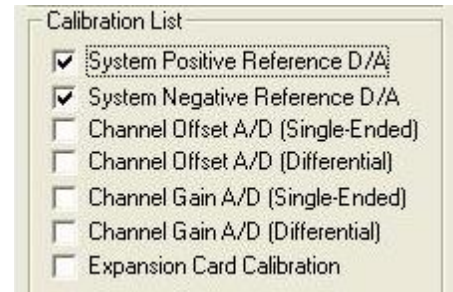 Calibration List
System Positive Reference D/A
System Negative Reference D/A
Channel Offset A/D (Single-Ended)
Channel Offset A/D (Differential)
Channel Gain A/D (Single-Ended)
Channel Gain A/D (Differential)
Expansion Card Calibration